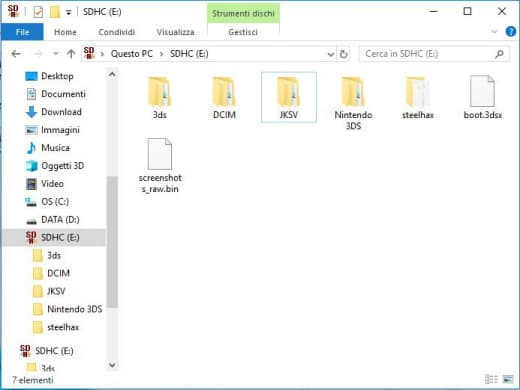 SDHC (E:)
Strumenti dischi
File
Home
Condividi
Visualizza
Gestisci
Questo PC
SDHC (E:)
Cerca in SDHC (E:)
Desktop
Documenti
Download
Immagini
Musica
Oggetti 3D
Video
OS (C:)
DATA (D:)
SDHC (E:)
3ds
DCIM
JKSV
Nintendo 3DS
steelhax
SDHC (E:)
3ds
3ds
DCIM
JKSV
Nintendo
3DS
steelhax
boot.3dsx
screenshot
s_raw.bin
7 elementi